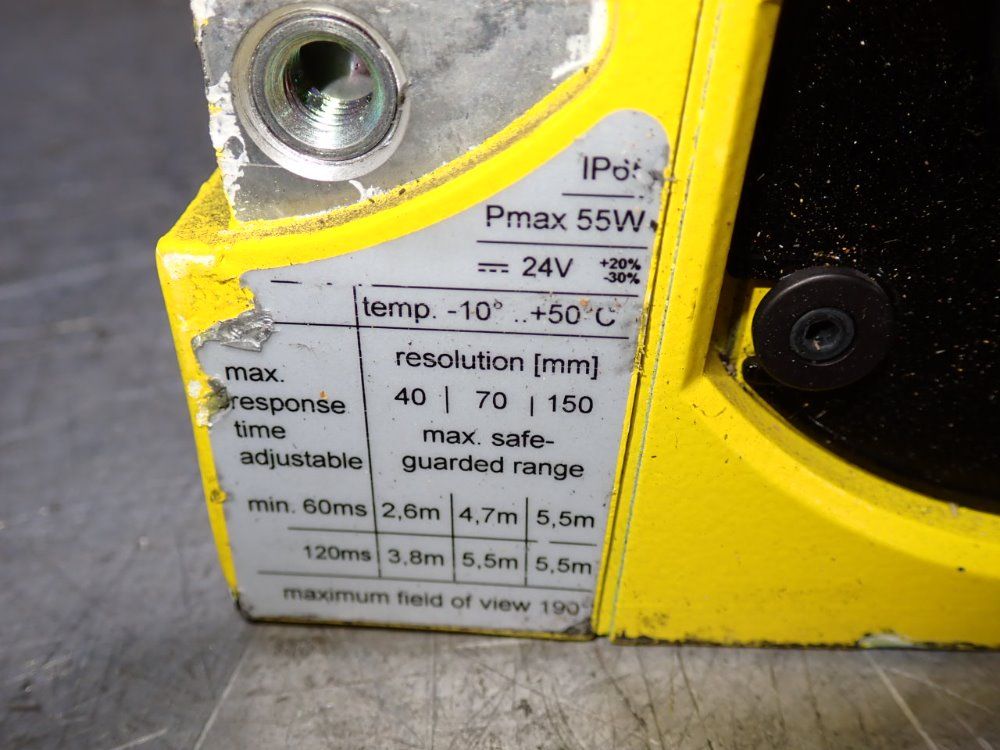 Pmax 55W
⎓ 24V +20% -30%
temp. -10° ..+50°C
resolution [mm]
max. response time adjustable
40 | 70 | 150
max. safe-
guarded range
min. 60ms 2,6m 4,7m 5,5m
120ms 3,8m 5,5m 5,5m
maximum field of view 190°